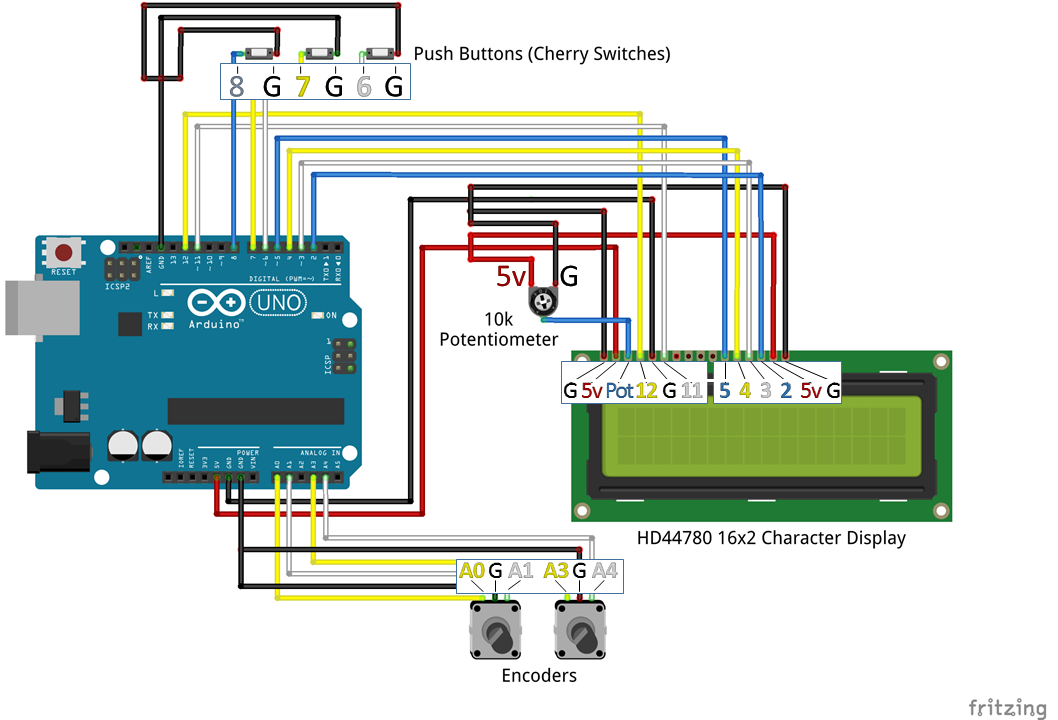 Push Buttons (Cherry Switches)
8 G 7 G 6 G
5v G
10k
Potentiometer
RESET
ICSP2
AREF
GND
13
12
~11
~10
~9
8
7
~6
~5
4
~3
2
TX0▶1
RX0◀0
DIGITAL (PWM=~)
L
TX
RX
Arduino™
UNO
ON
1
ICSP
G 5v Pot 12 G 11 5 4 3 2 5v G
POWER
ANALOG IN
IOREF
RESET
3V3
5V
GND
GND
VIN
A0
A1
A2
A3
A4
A5
HD44780 16x2 Character Display
A0 G A1 A3 G A4
Encoders
fritzing